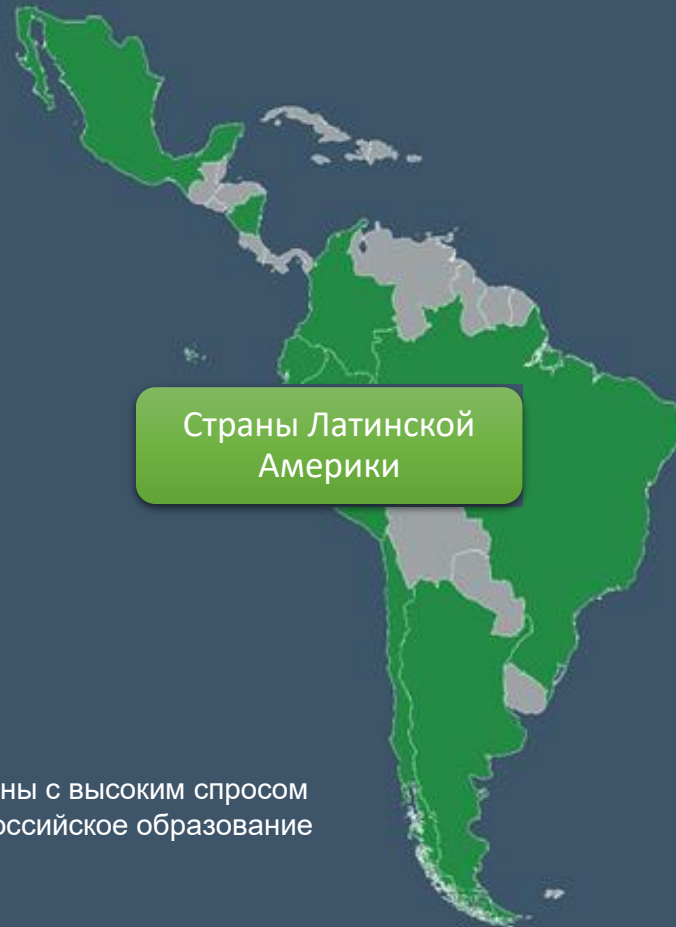 Страны Латинской
Америки
ны с высоким спросом
оссийское образование